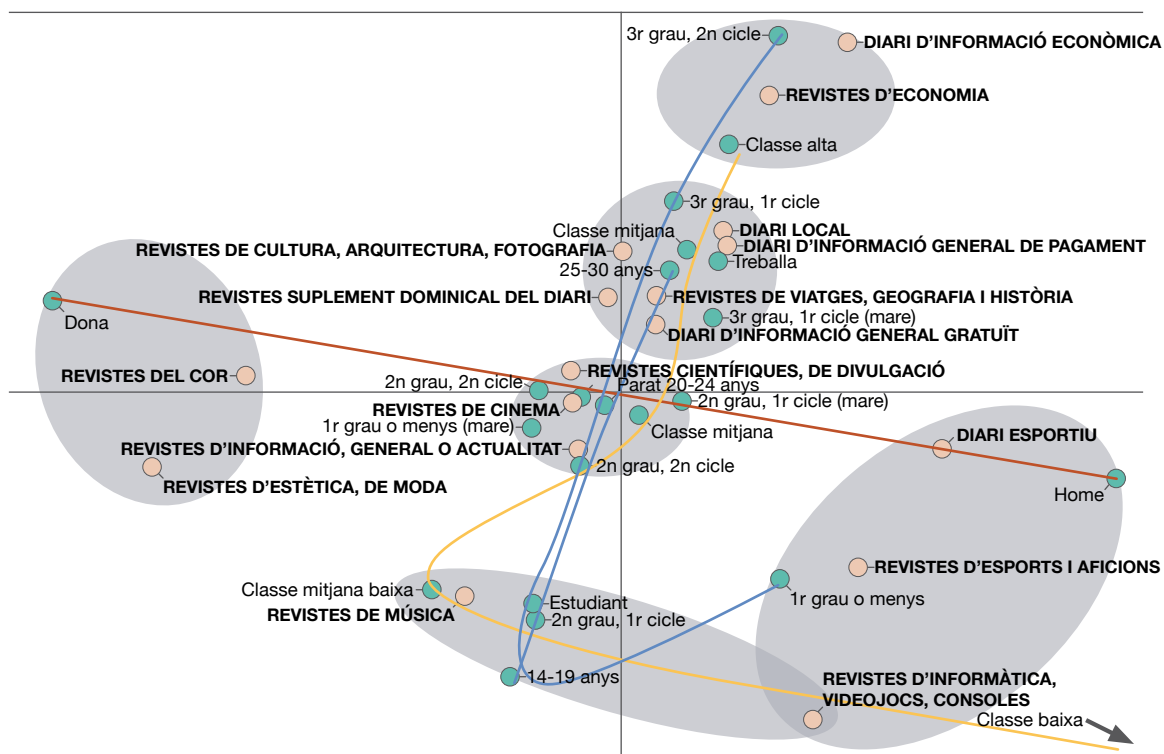 3r grau, 2n cicle
DIARI D'INFORMACIÓ ECONÒMICA
REVISTES D'ECONOMIA
Classe alta
3r grau, 1r cicle
Classe mitjana
DIARI LOCAL
REVISTES DE CULTURA, ARQUITECTURA, FOTOGRAFIA
DIARI D'INFORMACIÓ GENERAL DE PAGAMENT
Treballa
25-30 anys
REVISTES SUPLEMENT DOMINICAL DEL DIARI
REVISTES DE VIATGES, GEOGRAFIA I HISTÒRIA
3r grau, 1r cicle (mare)
Dona
DIARI D'INFORMACIÓ GENERAL GRATUÏT
REVISTES DEL COR
REVISTES CIENTÍFIQUES, DE DIVULGACIÓ
2n grau, 2n cicle
Parat 20-24 anys
2n grau, 1r cicle (mare)
REVISTES DE CINEMA
1r grau o menys (mare)
Classe mitjana
DIARI ESPORTIU
REVISTES D'INFORMACIÓ, GENERAL O ACTUALITAT
2n grau, 2n cicle
REVISTES D'ESTÈTICA, DE MODA
Home
REVISTES D'ESPORTS I AFICIONS
Classe mitjana baixa
1r grau o menys
Estudiant
REVISTES DE MÚSICA
2n grau, 1r cicle
14-19 anys
REVISTES D'INFORMÀTICA,
VIDEOJOCS, CONSOLES
Classe baixa